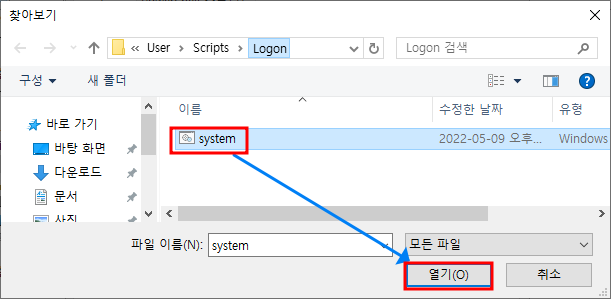 찾아보기
« User > Scripts > Logon
Logon 검색
구성
새 폴더
이름
수정한 날짜
유형
바로 가기
바탕 화면
다운로드
문서
사진
system
2022-05-09 오후...
Windows
파일 이름(N):
system
모든 파일
열기(O)
취소